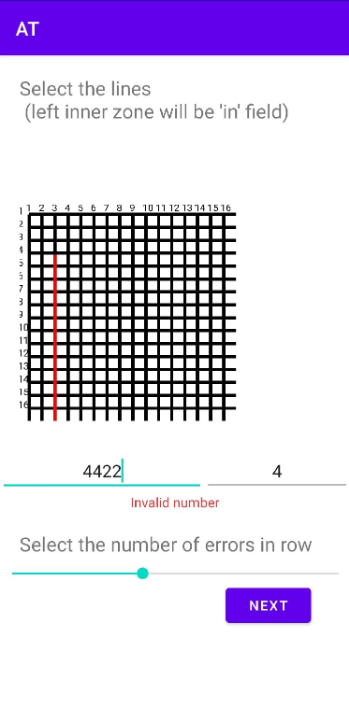 AT
Select the lines
(left inner zone will be 'in' field)
1 2 3 4 5 6 7 8 9 10 11 12 13 14 15 16
1
2
3
4
5
6
7
8
9
10
11
12
13
14
15
16
4422 4
Invalid number
Select the number of errors in row
NEXT